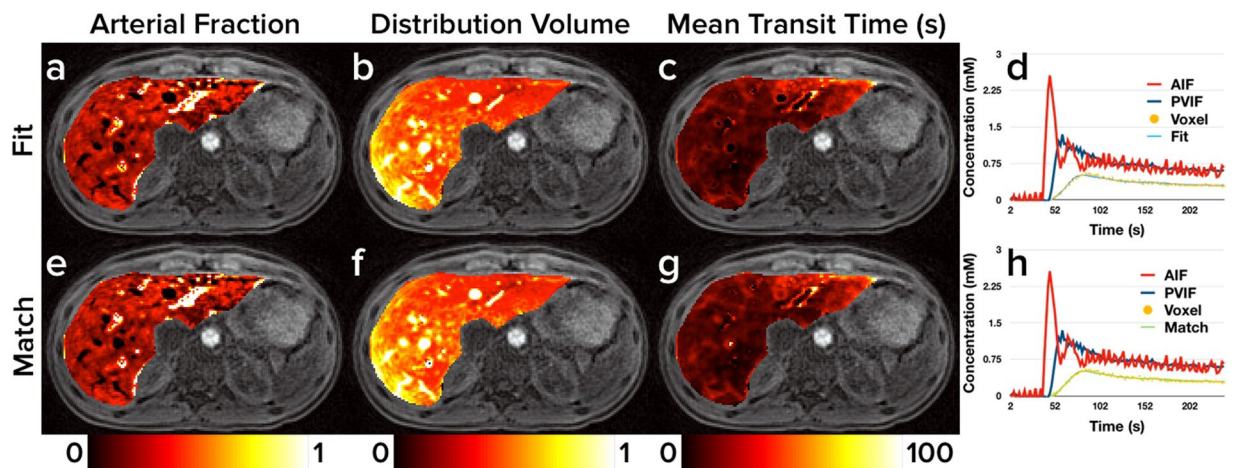 Arterial Fraction Distribution Volume Mean Transit Time (s)
Fit
a
b
c
d
3
2.25
1.5
0.75
0
Concentration (mM)
AIF
PVIF
Voxel
Fit
2 52 102 152 202
Time (s)
Match
e
f
g
h
3
2.25
1.5
0.75
0
Concentration (mM)
AIF
PVIF
Voxel
Match
2 52 102 152 202
Time (s)
0 1 0 1 0 100